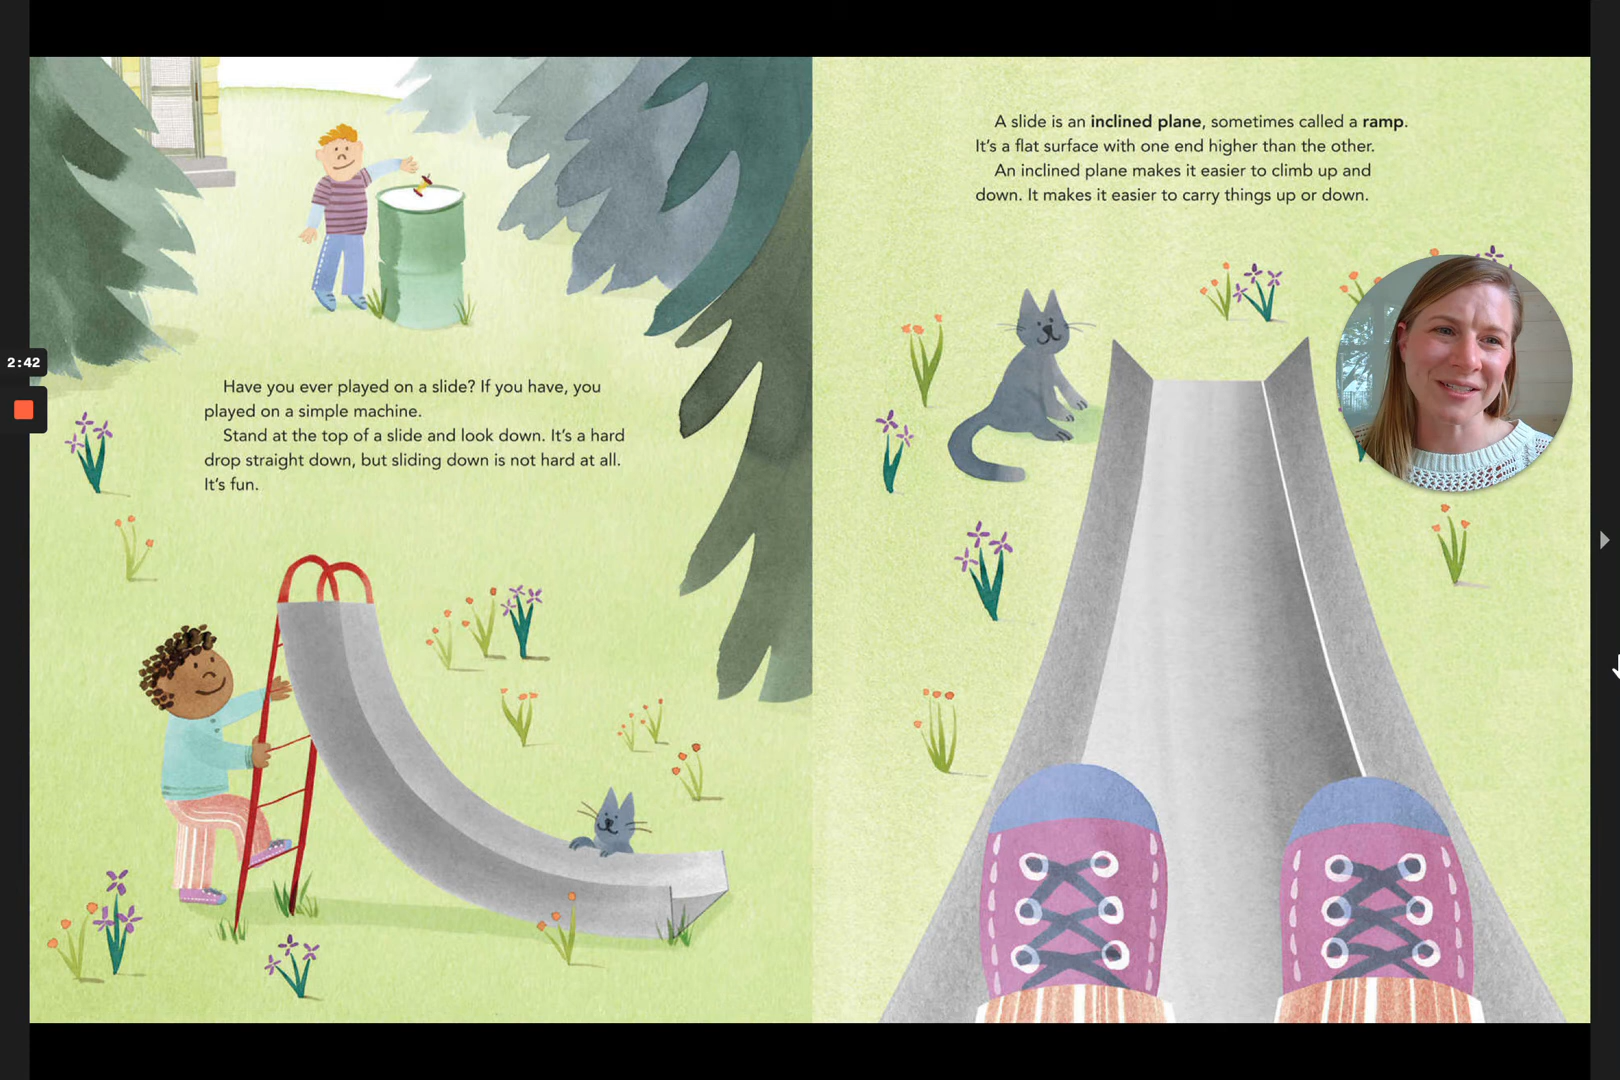 2:42
Have you ever played on a slide? If you have, you
played on a simple machine.
Stand at the top of a slide and look down. It's a hard
drop straight down, but sliding down is not hard at all.
It's fun.
A slide is an inclined plane, sometimes called a ramp.
It's a flat surface with one end higher than the other.
An inclined plane makes it easier to climb up and
down. It makes it easier to carry things up or down.